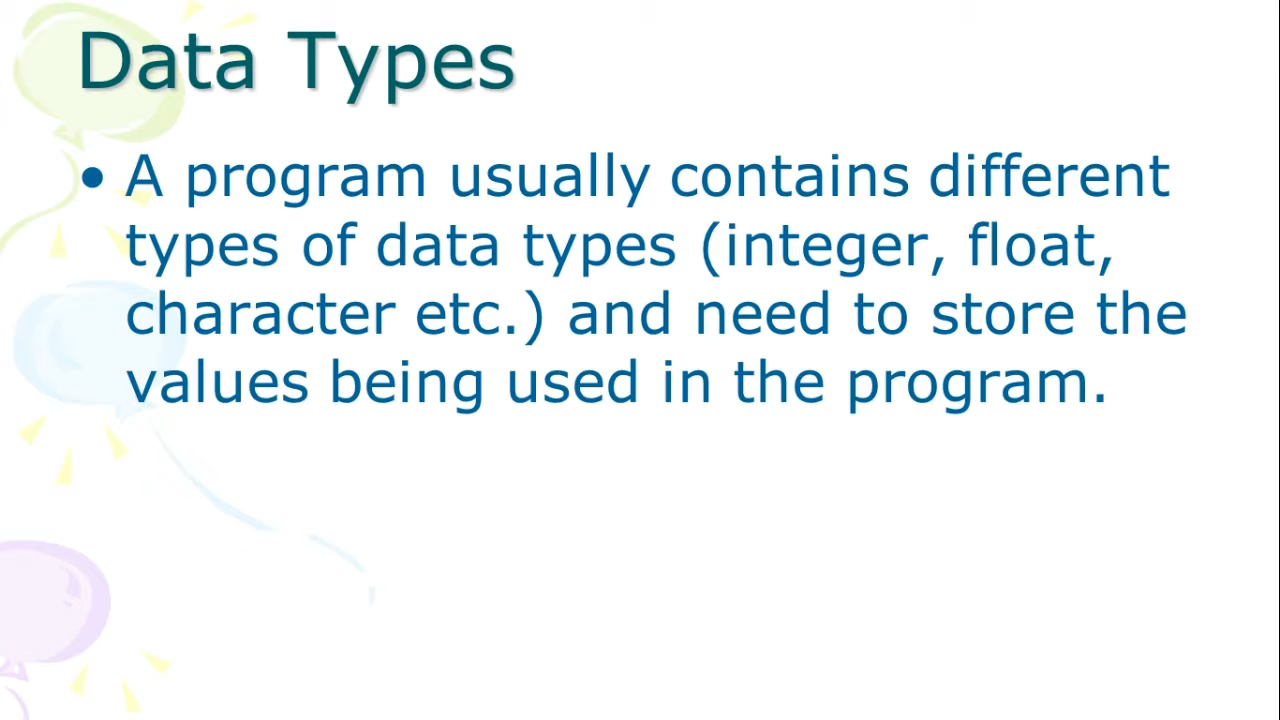 Data Types
• A program usually contains different
types of data types (integer, float,
character etc.) and need to store the
values being used in the program.